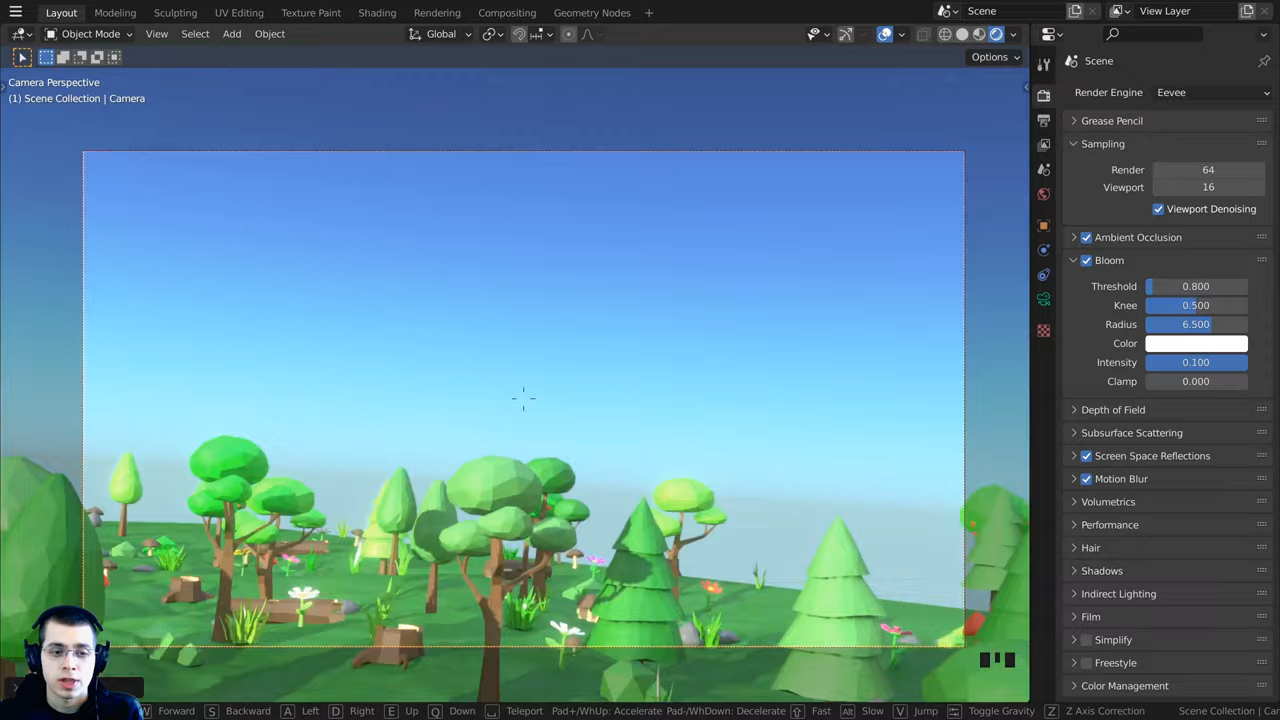 Layout Modeling Sculpting UV Editing Texture Paint Shading Rendering Compositing Geometry Nodes + Scene View Layer
Object Mode View Select Add Object Global
Options
Camera Perspective
(1) Scene Collection | Camera
Scene
Render Engine Eevee
Grease Pencil
Sampling
Render 64
Viewport 16
Viewport Denoising
Ambient Occlusion
Bloom
Threshold 0.800
Knee 0.500
Radius 6.500
Color
Intensity 0.100
Clamp 0.000
Depth of Field
Subsurface Scattering
Screen Space Reflections
Motion Blur
Volumetrics
Performance
Hair
Shadows
Indirect Lighting
Film
Simplify
Freestyle
Color Management
W Forward S Backward A Left D Right E Up Q Down Teleport Pad+/WhUp: Accelerate Pad-/WhDown: Decelerate Fast Alt Slow V Jump Toggle Gravity Z Z Axis Correction Scene Collection | Cam